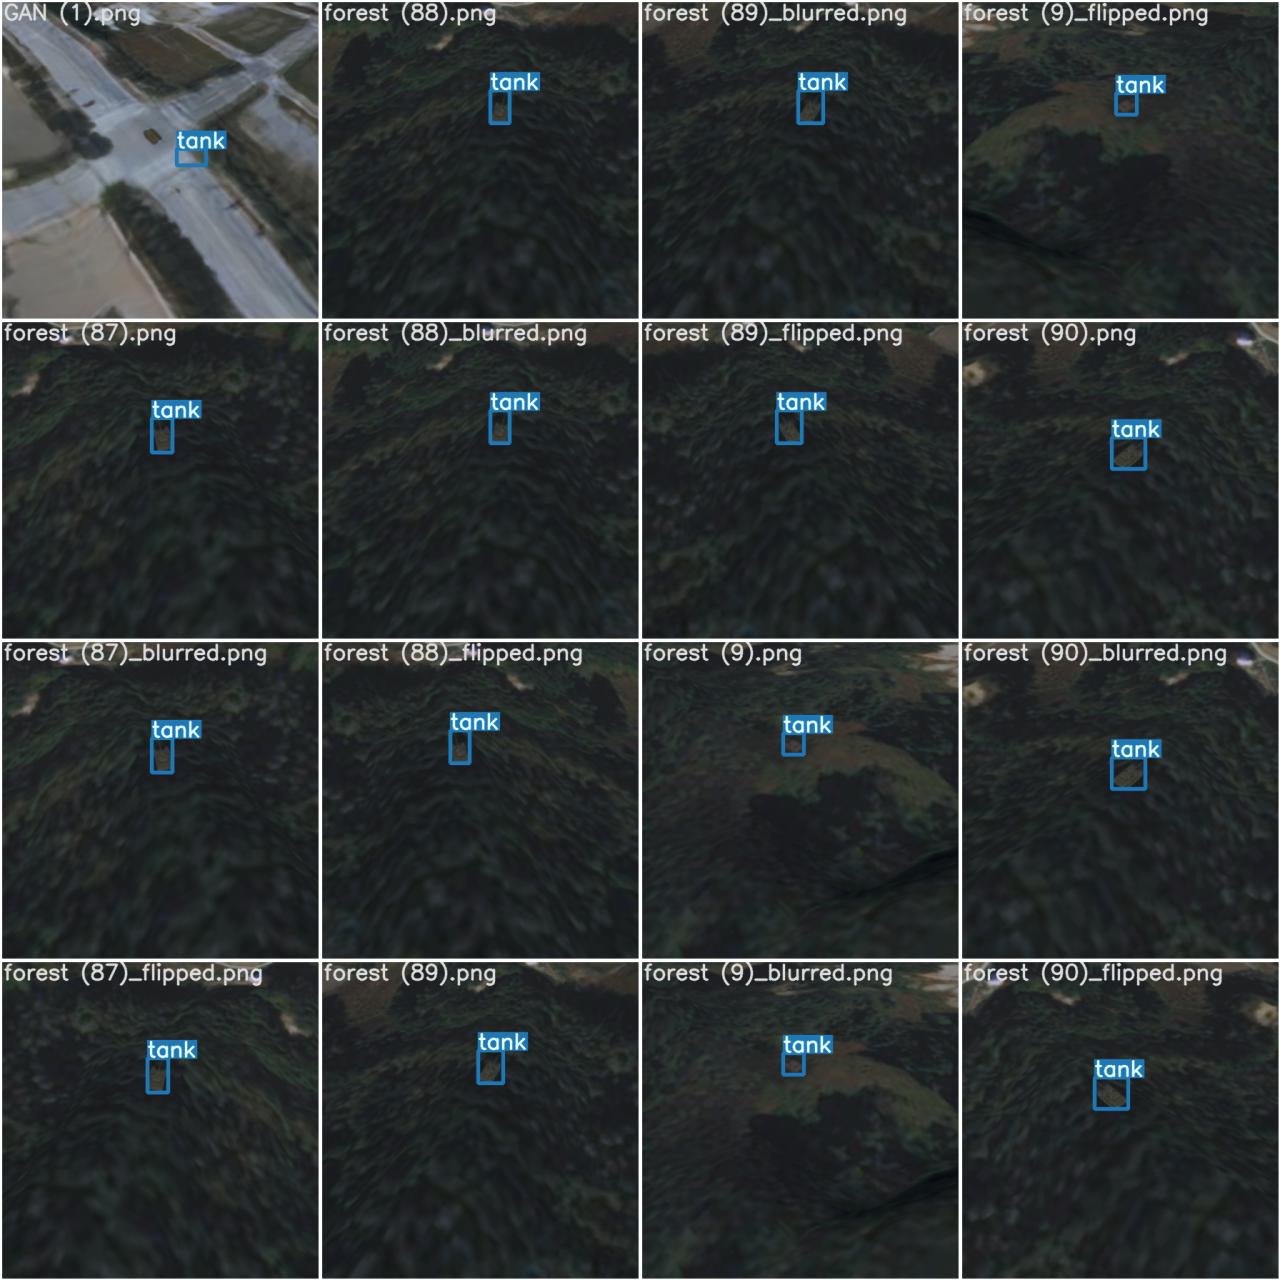 GAN (1).png
tank
forest (88).png
tank
forest (89)_blurred.png
tank
forest (9)_flipped.png
tank
forest (87).png
tank
forest (88)_blurred.png
tank
forest (89)_flipped.png
tank
forest (90).png
tank
forest (87)_blurred.png
tank
forest (88)_flipped.png
tank
forest (9).png
tank
forest (90)_blurred.png
tank
forest (87)_flipped.png
tank
forest (89).png
tank
forest (9)_blurred.png
tank
forest (90)_flipped.png
tank